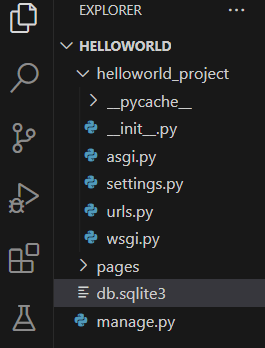 EXPLORER ...
HELLOWORLD
helloworld_project
__pycache__
__init__.py
asgi.py
settings.py
urls.py
wsgi.py
pages
db.sqlite3
manage.py